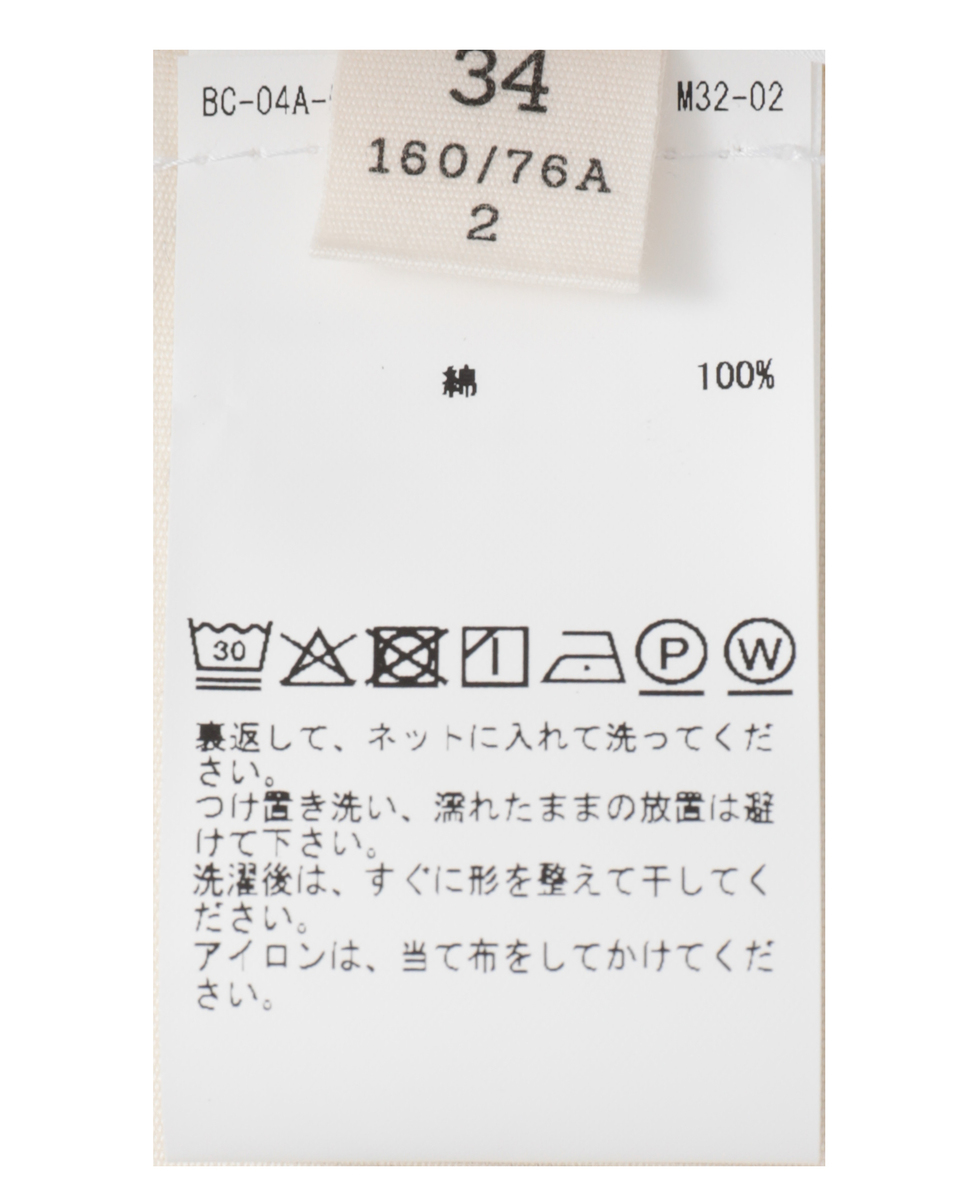 34
BC-04A-
M32-02
160/76A
2
綿 100%
30
P W
裏返して、ネットに入れて洗ってくだ
さい。
つけ置き洗い、濡れたままの放置は避
けて下さい。
洗濯後は、すぐに形を整えて干してく
ださい。
アイロンは、当て布をしてかけてくだ
さい。